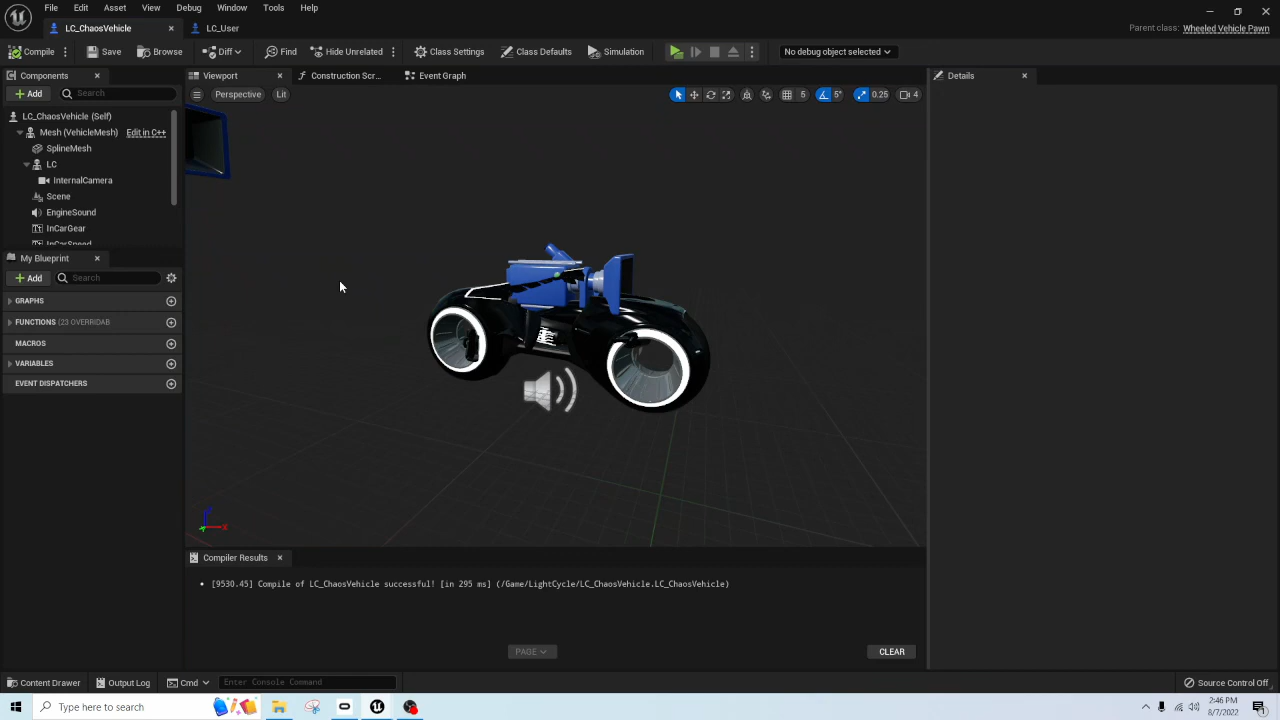 File Edit Asset View Debug Window Tools Help
LC_ChaosVehicle LC_User
Parent class: Wheeled Vehicle Pawn
Compile Save Browse Diff Find Hide Unrelated Class Settings Class Defaults Simulation No debug object selected
Components Viewport Construction Scr... Event Graph Details
Add Search Perspective Lit 5 5° 0.25 4
LC_ChaosVehicle (Self)
Mesh (VehicleMesh) Edit in C++
SplineMesh
LC
InternalCamera
Scene
EngineSound
InCarGear
InCarSpeed
My Blueprint
Add Search
GRAPHS
FUNCTIONS (23 OVERRIDAB
MACROS
VARIABLES
EVENT DISPATCHERS
Compiler Results
[9530.45] Compile of LC_ChaosVehicle successful! [in 295 ms] (/Game/LightCycle/LC_ChaosVehicle.LC_ChaosVehicle)
PAGE CLEAR
Content Drawer Output Log Cmd Enter Console Command Source Control Off
Type here to search
2:46 PM
8/7/2022